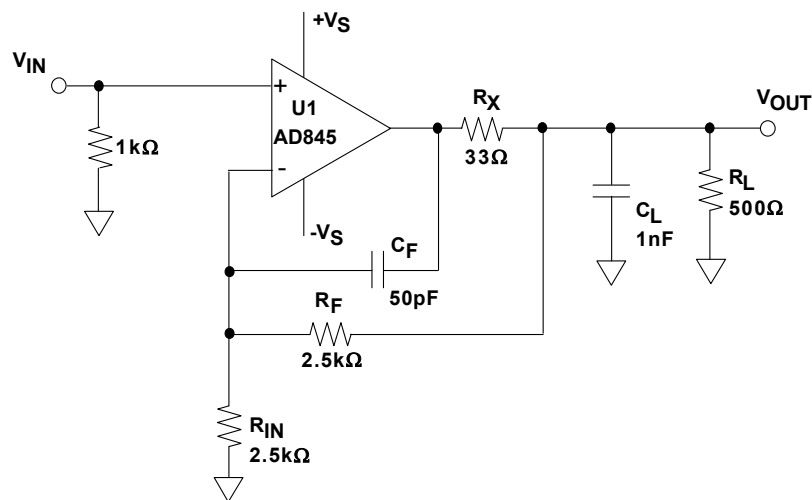 +VS
VIN
+
U1
AD845
-
-VS
1kΩ
RX
33Ω
VOUT
CL
1nF
RL
500Ω
CF
50pF
RF
2.5kΩ
RIN
2.5kΩ